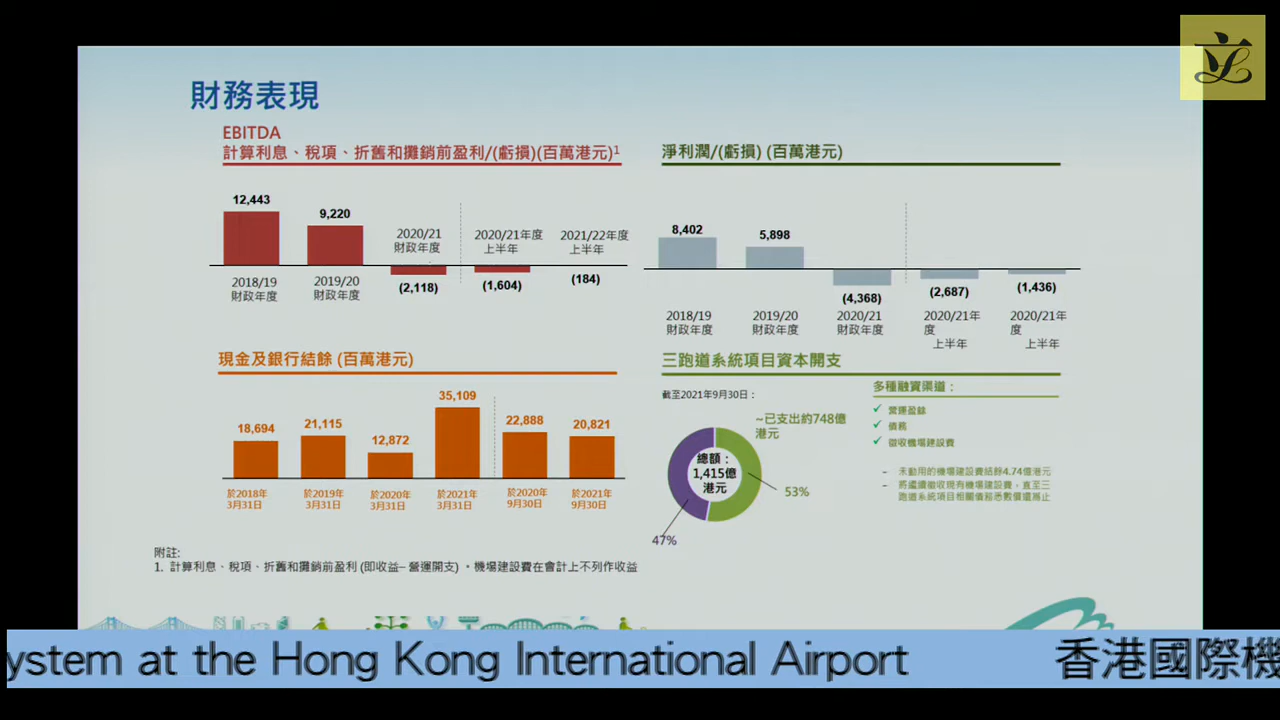 財務表現
EBITDA
計算利息、稅項、折舊和攤銷前盈利/(虧損)(百萬港元)1
12,443
9,220
2020/21
財政年度
2020/21年度
上半年
2021/22年度
上半年
2018/19
財政年度
2019/20
財政年度
(2,118)
(1,604)
(184)
淨利潤/(虧損) (百萬港元)
8,402
5,898
(4,368)
(2,687)
(1,436)
2018/19
財政年度
2019/20
財政年度
2020/21
財政年度
2020/21年
度
上半年
2020/21年
度
上半年
現金及銀行結餘 (百萬港元)
18,694
21,115
12,872
35,109
22,888
20,821
於2018年
3月31日
於2019年
3月31日
於2020年
3月31日
於2021年
3月31日
於2020年
9月30日
於2021年
9月30日
三跑道系統項目資本開支
截至2021年9月30日：
~已支出約748億
港元
總額：
1,415億
港元
53%
47%
多種融資渠道：
✓ 營運盈餘
✓ 債務
✓ 徵收機場建設費
– 未動用的機場建設費結餘4.74億港元
– 將繼續徵收現有機場建設費，直至三
跑道系統項目相關債務悉數償還為止
附註:
1. 計算利息、稅項、折舊和攤銷前盈利 (即收益– 營運開支) 。機場建設費在會計上不列作收益
ystem at the Hong Kong International Airport
香港國際機